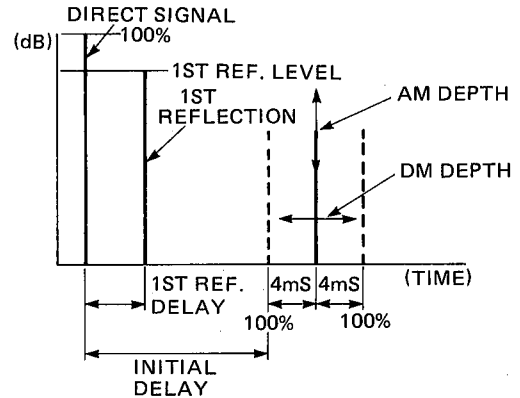 DIRECT SIGNAL
(dB)
100%
1ST REF. LEVEL
1ST
REFLECTION
AM DEPTH
DM DEPTH
(TIME)
1ST REF.
DELAY
4mS 4mS
100% 100%
INITIAL
DELAY